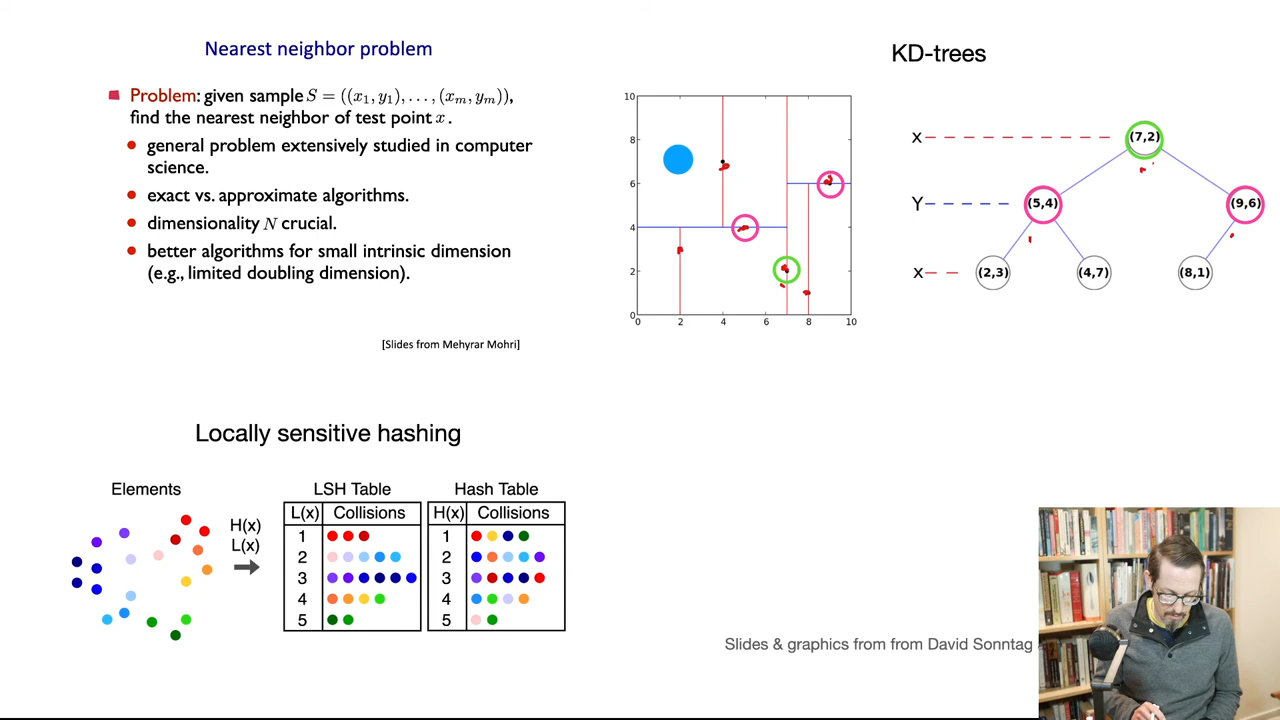 Nearest neighbor problem
Problem: given sample S = ((x₁, y₁), . . . , (xₘ, yₘ)),
find the nearest neighbor of test point x.
general problem extensively studied in computer
science.
exact vs. approximate algorithms.
dimensionality N crucial.
better algorithms for small intrinsic dimension
(e.g., limited doubling dimension).
[Slides from Mehyrar Mohri]
KD-trees
10
8
6
4
2
0
0 2 4 6 8 10
x (7,2)
Y (5,4) (9,6)
x (2,3) (4,7) (8,1)
Locally sensitive hashing
Elements
H(x)
L(x)
LSH Table
L(x) Collisions
1
2
3
4
5
Hash Table
H(x) Collisions
1
2
3
4
5
Slides & graphics from from David Sonntag